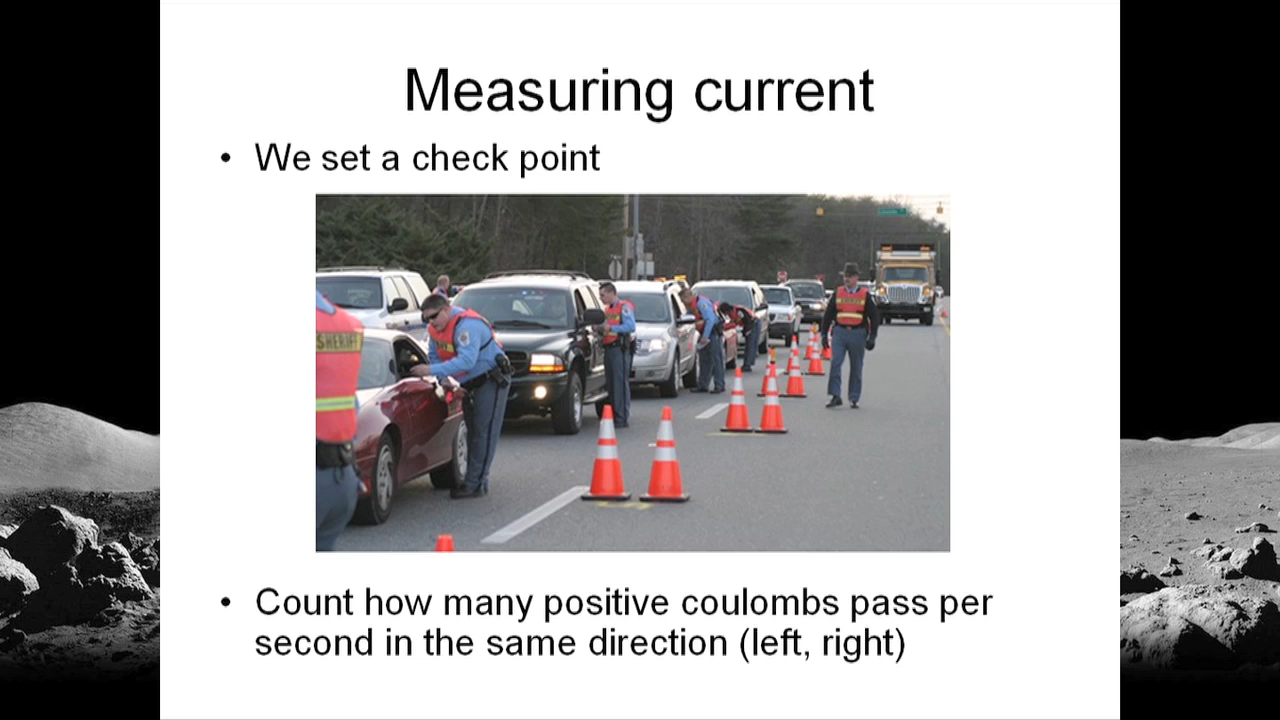 Measuring current
• We set a check point
SHERIFF
• Count how many positive coulombs pass per
second in the same direction (left, right)